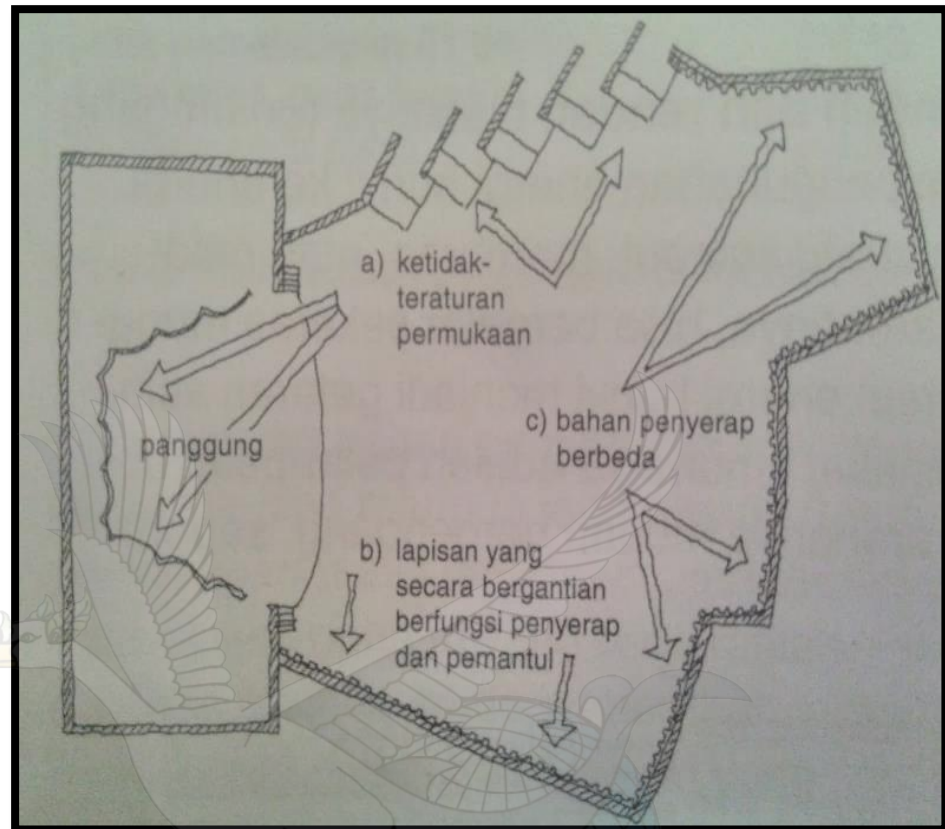 a) ketidak-
teraturan
permukaan
panggung
c) bahan penyerap
berbeda
b) lapisan yang
secara bergantian
berfungsi penyerap
dan pemantul